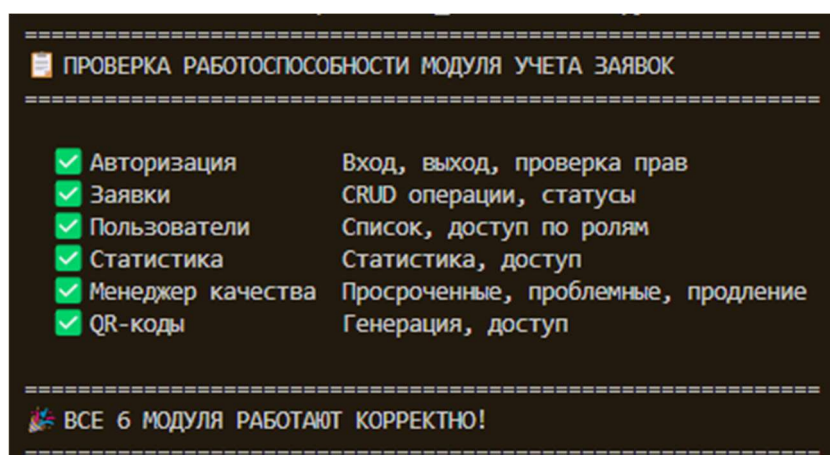 ============================================================
📋 ПРОВЕРКА РАБОТОСПОСОБНОСТИ МОДУЛЯ УЧЕТА ЗАЯВОК
============================================================
✅ Авторизация Вход, выход, проверка прав
✅ Заявки CRUD операции, статусы
✅ Пользователи Список, доступ по ролям
✅ Статистика Статистика, доступ
✅ Менеджер качества Просроченные, проблемные, продление
✅ QR-коды Генерация, доступ
============================================================
🎉 ВСЕ 6 МОДУЛЯ РАБОТАЮТ КОРРЕКТНО!
============================================================